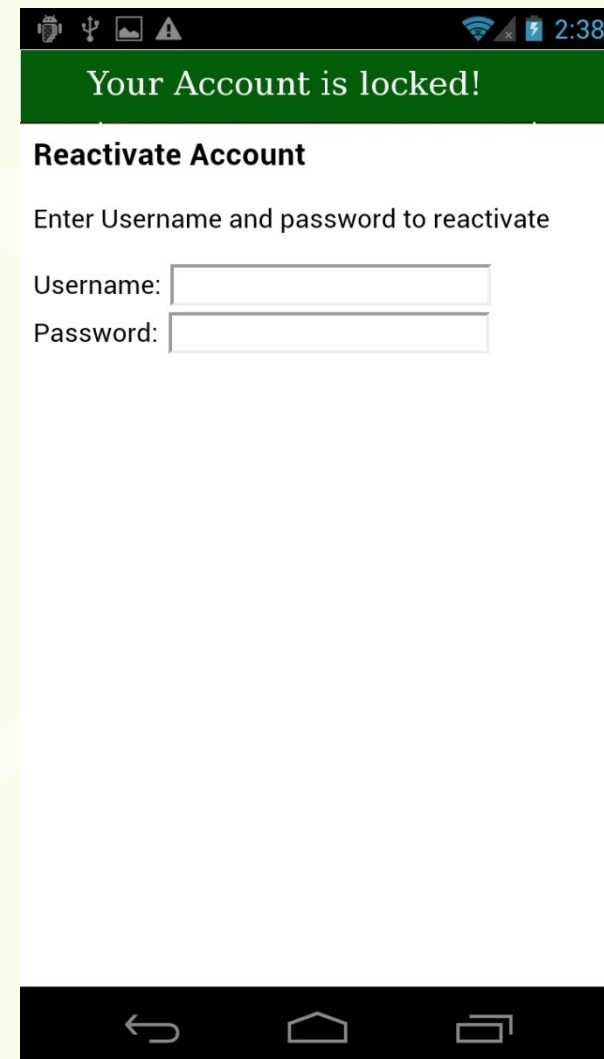 2:38
Your Account is locked!
Reactivate Account
Enter Username and password to reactivate
Username:
Password: